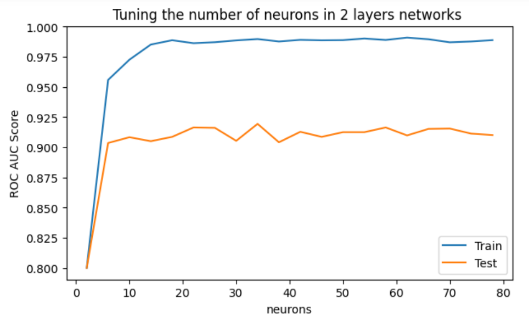 Tuning the number of neurons in 2 layers networks
1.000
0.975
0.950
0.925
0.900
0.875
0.850
0.825
0.800
ROC AUC Score
Train
Test
0 10 20 30 40 50 60 70 80
neurons